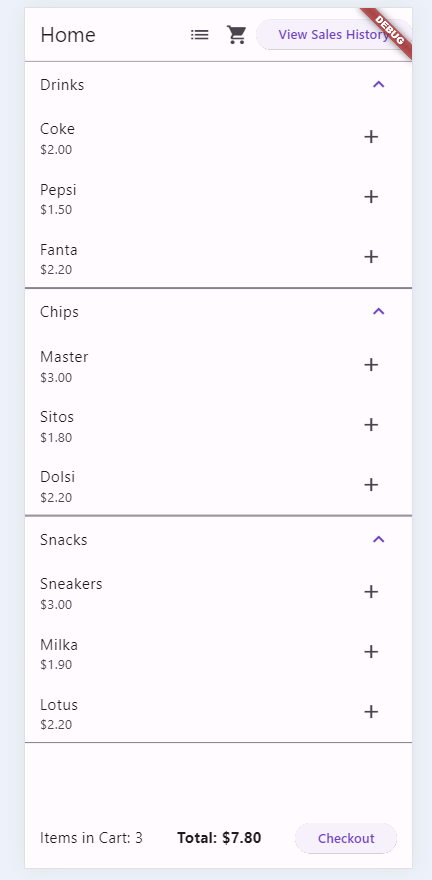 Home
View Sales History
DEBUG
Drinks
Coke
$2.00
Pepsi
$1.50
Fanta
$2.20
Chips
Master
$3.00
Sitos
$1.80
Dolsi
$2.20
Snacks
Sneakers
$3.00
Milka
$1.90
Lotus
$2.20
Items in Cart: 3
Total: $7.80
Checkout